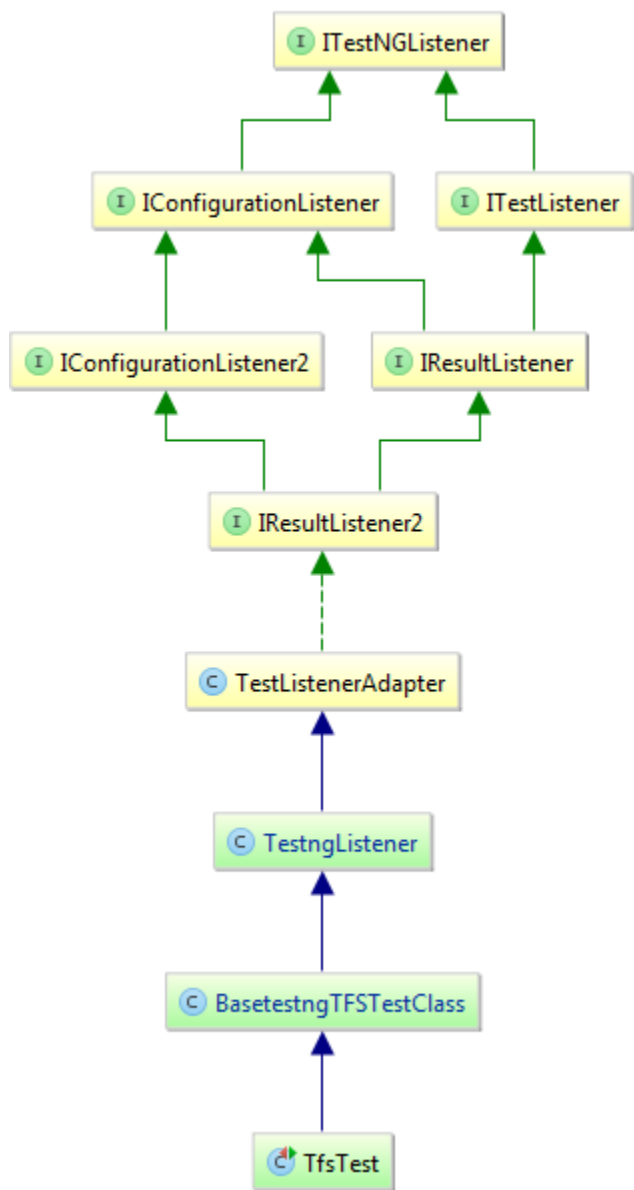 I ITestNGListener
I IConfigurationListener
I ITestListener
I IConfigurationListener2
I IResultListener
I IResultListener2
C TestListenerAdapter
C TestngListener
C BasetestngTFSTestClass
C TfsTest